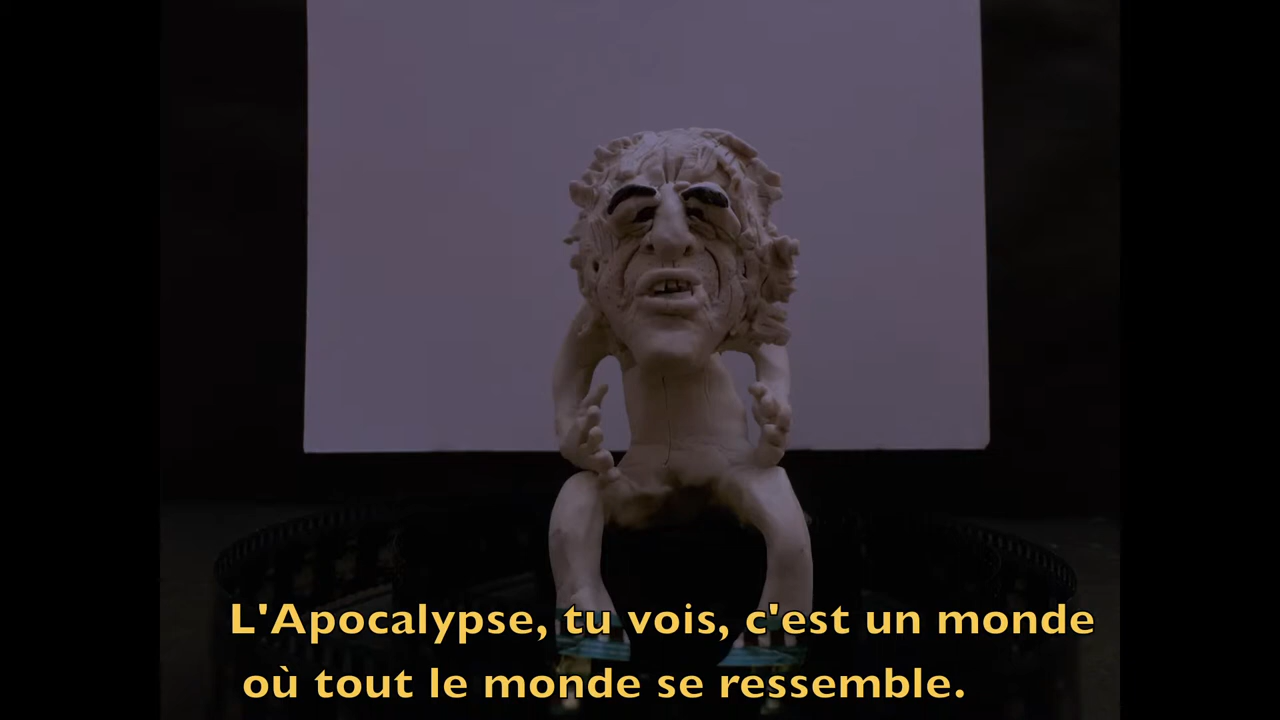 L'Apocalypse, tu vois, c'est un monde
où tout le monde se ressemble.